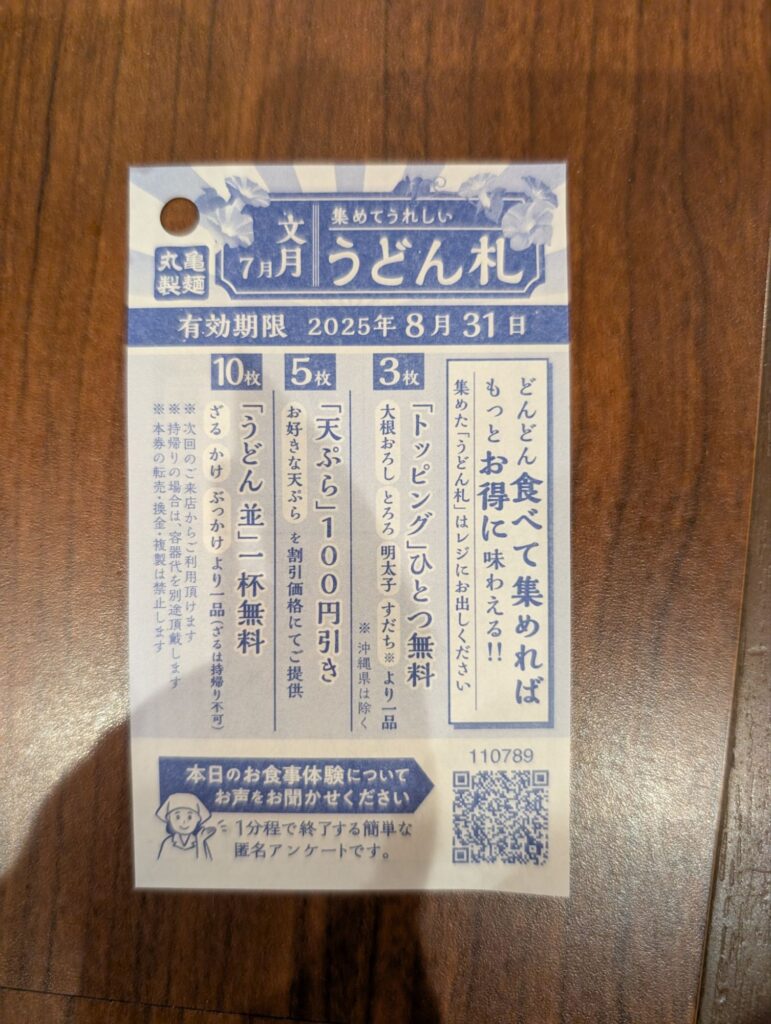 丸亀
製麺
文月
7月
集めてうれしい
うどん札
有効期限 2025年8月31日
どんどん食べて集めれば
もっとお得に味わえる!!
集めた「うどん札」はレジにお出しください
3枚
「トッピング」ひとつ無料
大根おろし とろろ 明太子 すだち※ より一品
※ 沖縄県は除く
5枚
「天ぷら」100円引き
お好きな天ぷら を割引価格にてご提供
10枚
「うどん 並」一杯無料
ざる かけ ぶっかけ より一品(ざるは持帰り不可)
※ 次回のご来店からご利用頂けます
※ 持帰りの場合は、容器代を別途頂戴します
※ 本券の転売・換金・複製は禁止します
本日のお食事体験について
お声をお聞かせください
1分程で終了する簡単な
匿名アンケートです。
110789